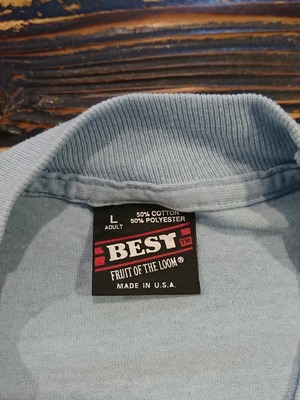 L
ADULT
50% COTTON
50% POLYESTER
BEST TM
FRUIT OF THE LOOM®
MADE IN U.S.A.